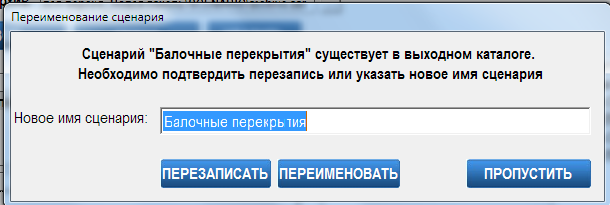 Переименование сценария
Сценарий "Балочные перекрытия" существует в выходном каталоге.
Необходимо подтвердить перезапись или указать новое имя сценария
Новое имя сценария: Балочные перекрытия
ПЕРЕЗАПИСАТЬ ПЕРЕИМЕНОВАТЬ ПРОПУСТИТЬ